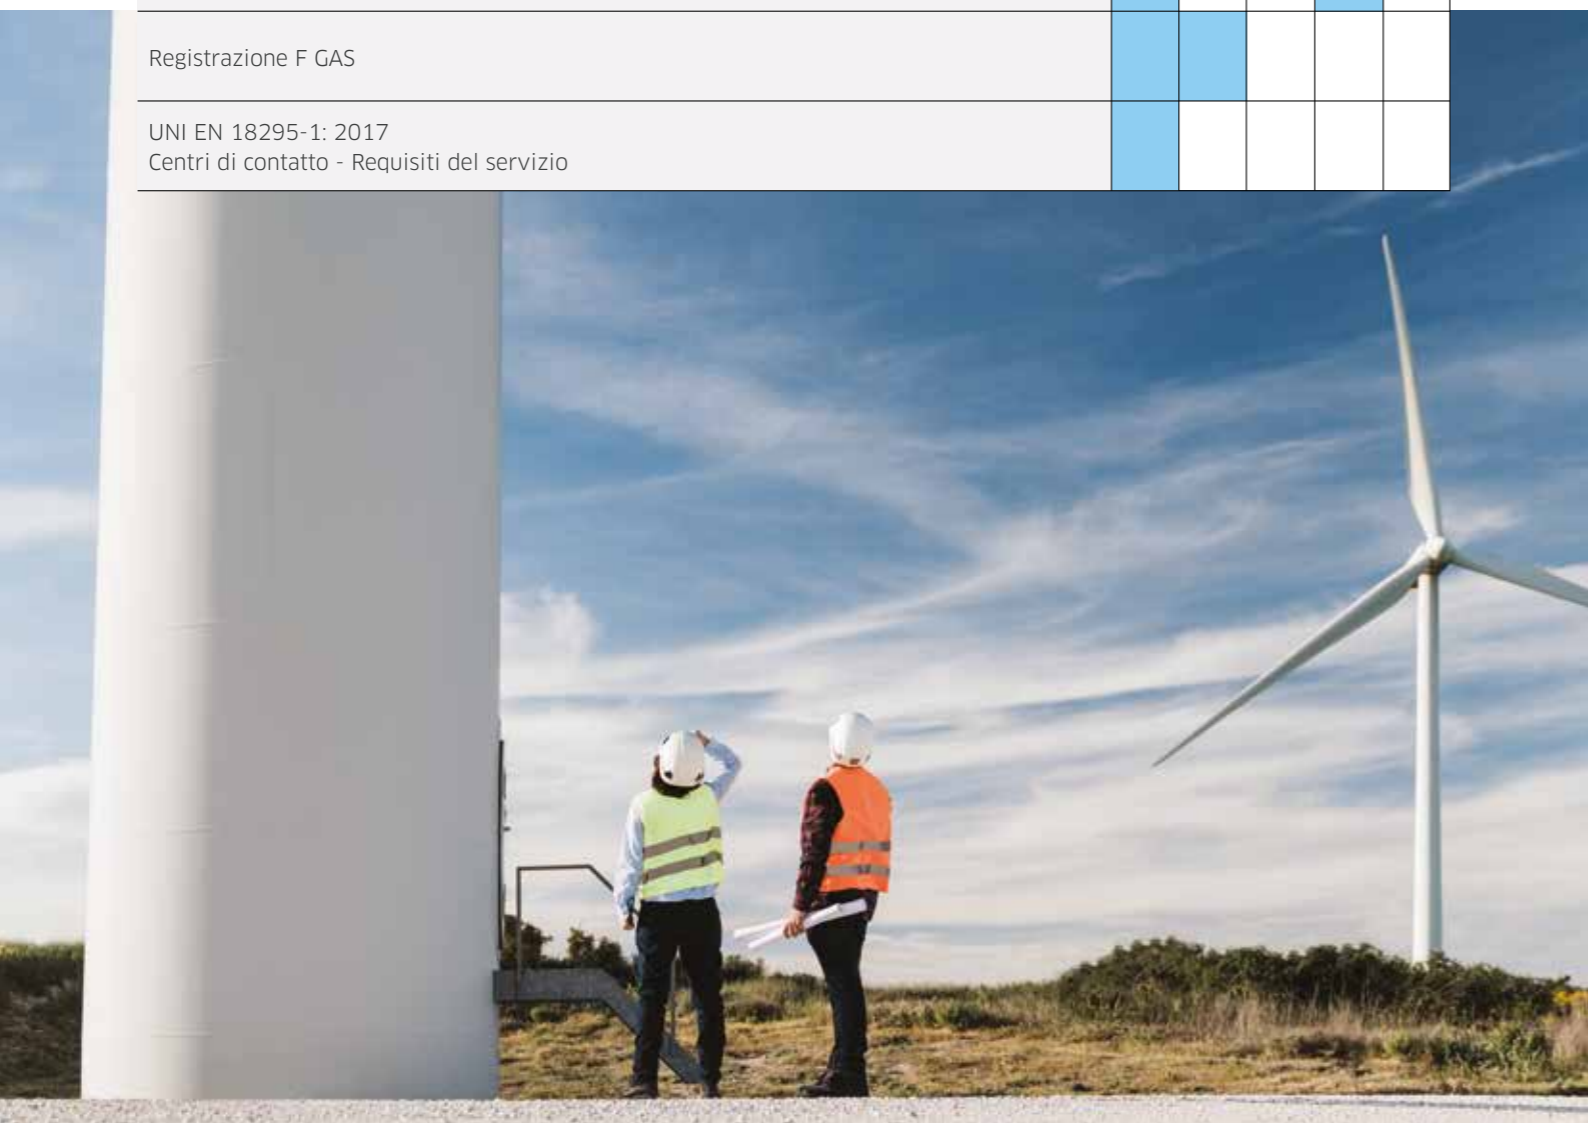 Registrazione F GAS
UNI EN 18295-1: 2017
Centri di contatto - Requisiti del servizio